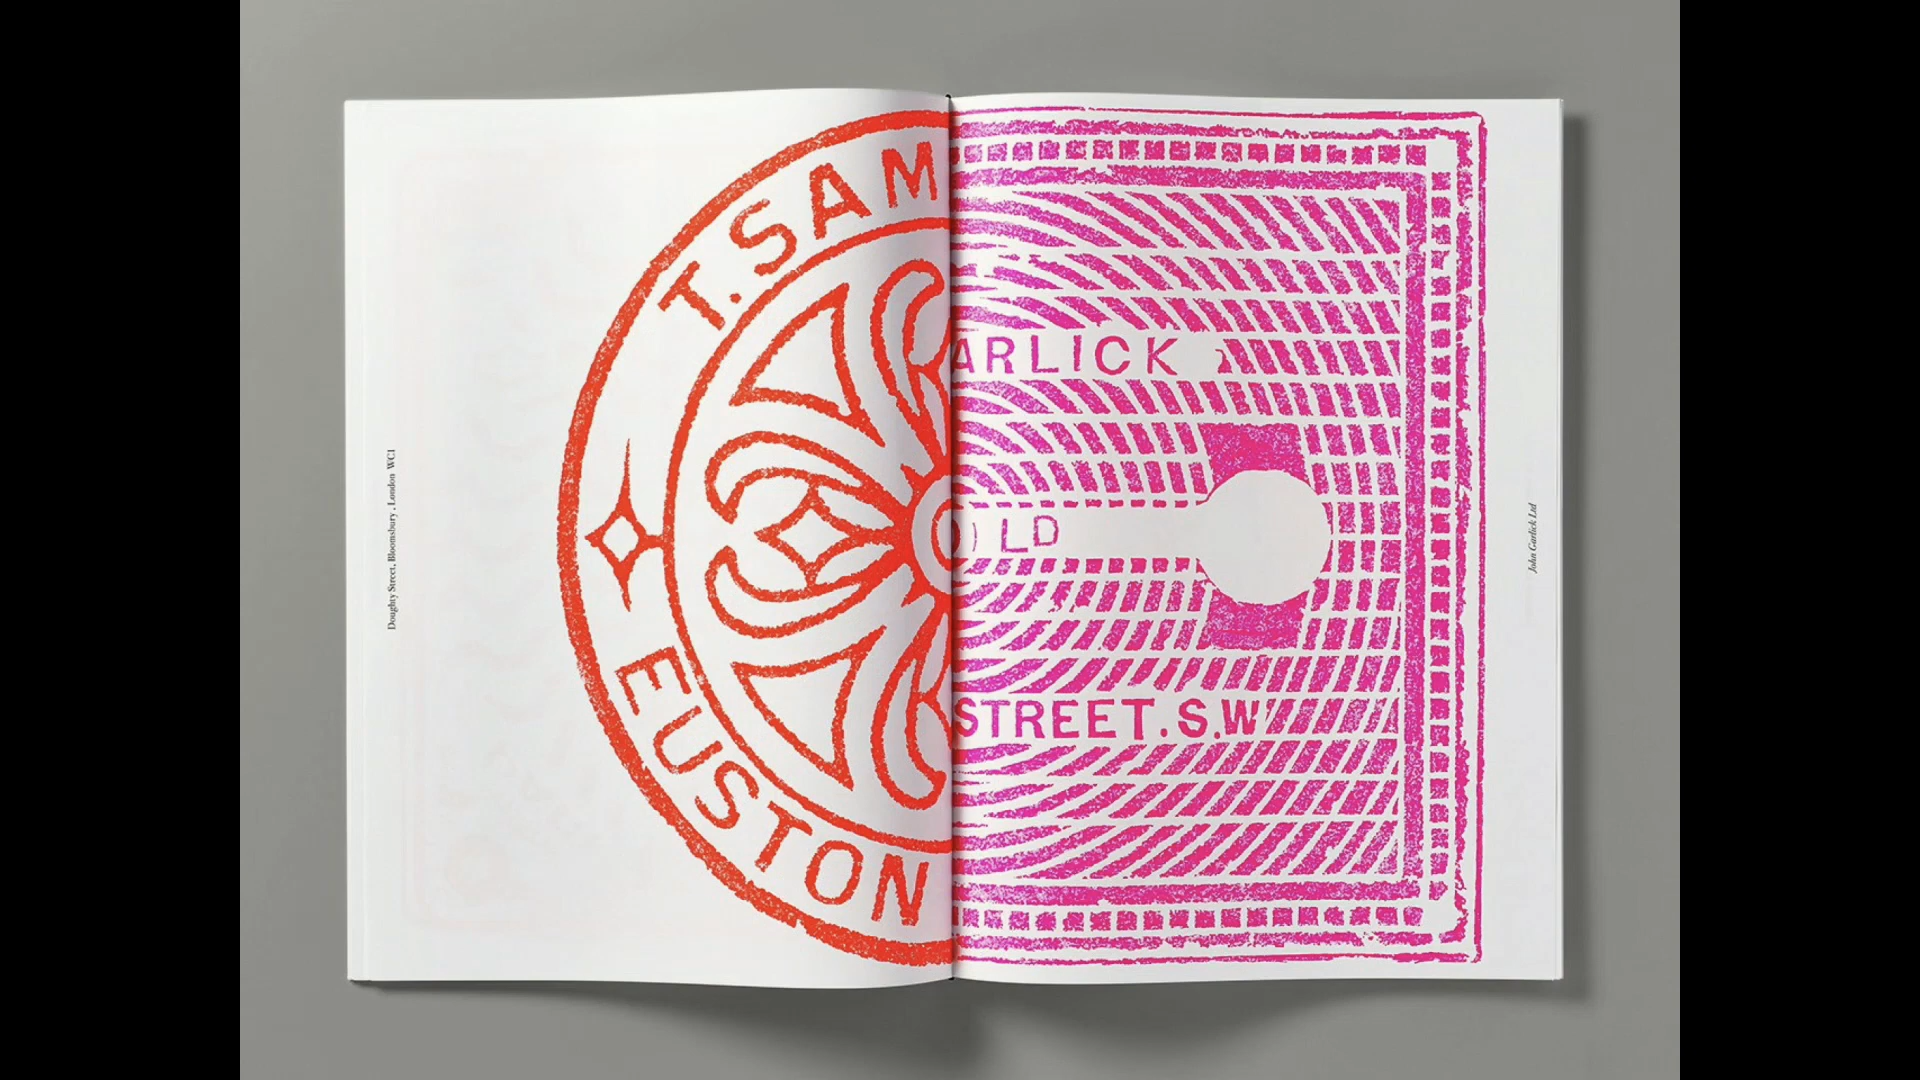 Doughty Street, Bloomsbury, London WC1
T. SAM
EUSTON
ARLICK
LD
STREET. S.W
John Garlick Ltd